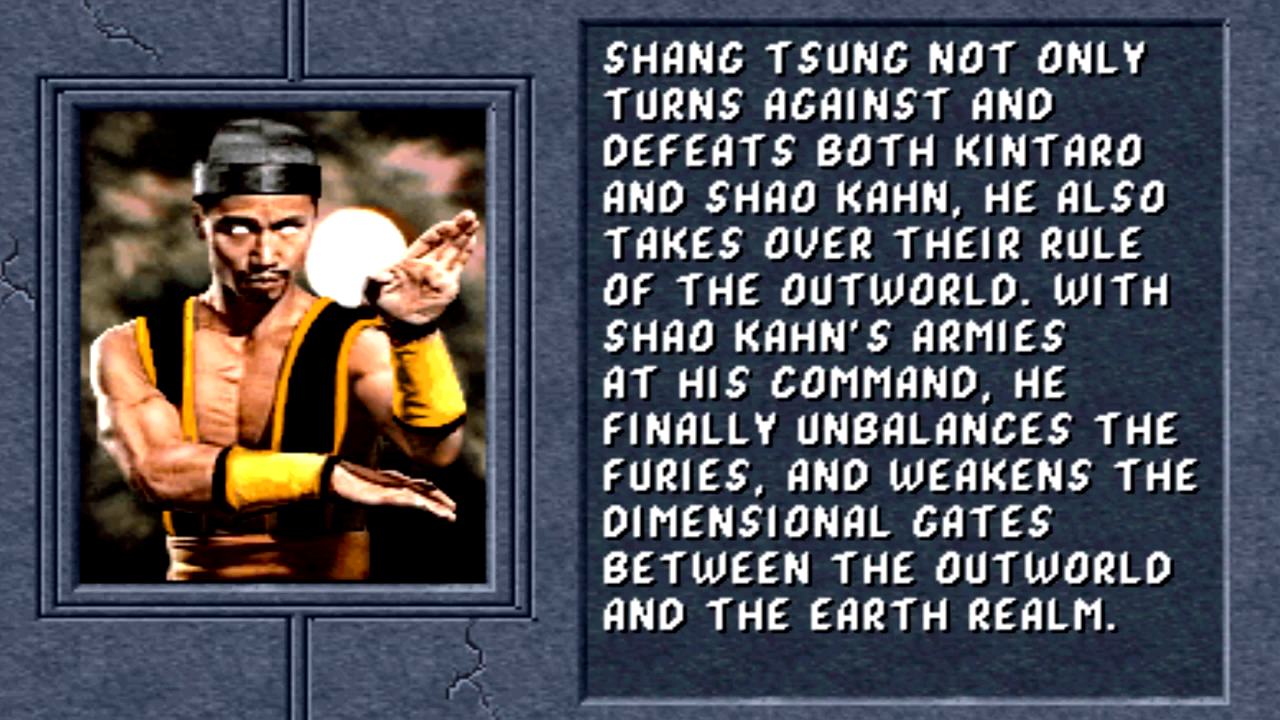 SHANG TSUNG NOT ONLY
TURNS AGAINST AND
DEFEATS BOTH KINTARO
AND SHAO KAHN, HE ALSO
TAKES OVER THEIR RULE
OF THE OUTWORLD. WITH
SHAO KAHN'S ARMIES
AT HIS COMMAND, HE
FINALLY UNBALANCES THE
FURIES, AND WEAKENS THE
DIMENSIONAL GATES
BETWEEN THE OUTWORLD
AND THE EARTH REALM.